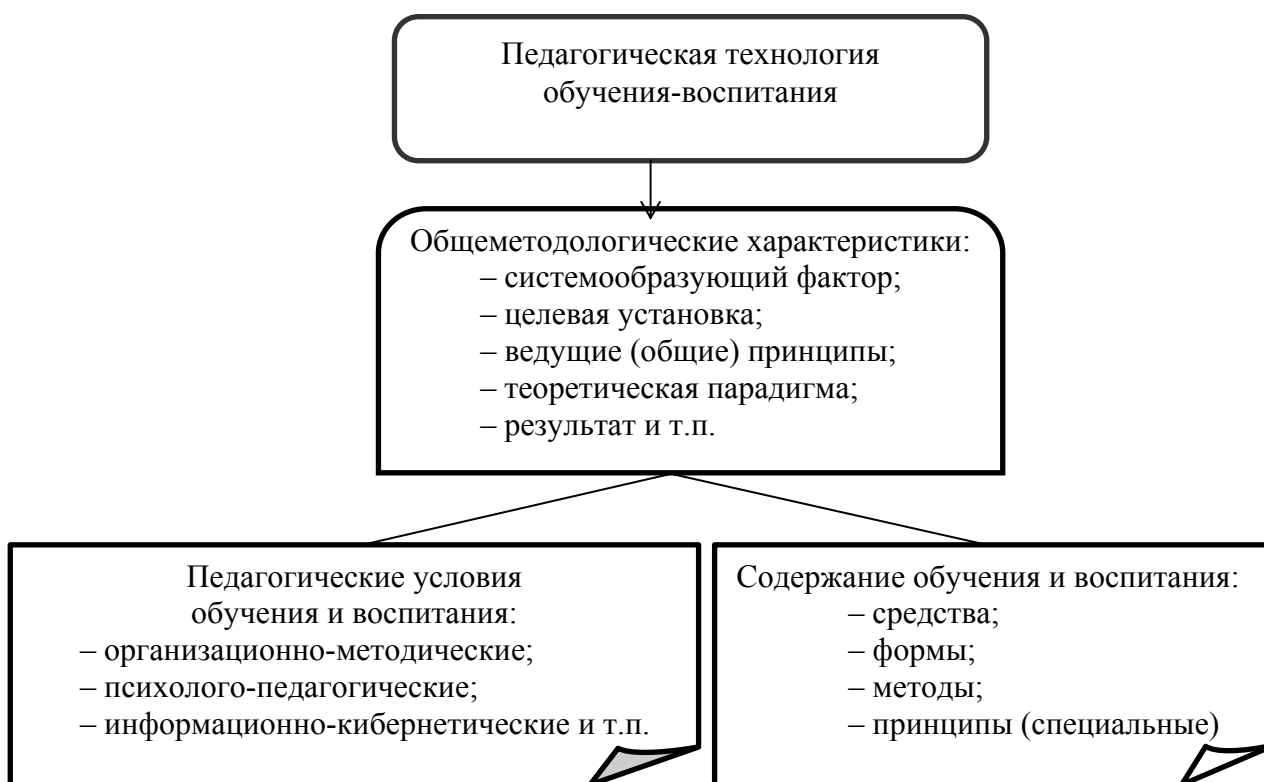 Педагогическая технология
обучения-воспитания
Общеметодологические характеристики:
– системообразующий фактор;
– целевая установка;
– ведущие (общие) принципы;
– теоретическая парадигма;
– результат и т.п.
Педагогические условия
обучения и воспитания:
– организационно-методические;
– психолого-педагогические;
– информационно-кибернетические и т.п.
Содержание обучения и воспитания:
– средства;
– формы;
– методы;
– принципы (специальные)